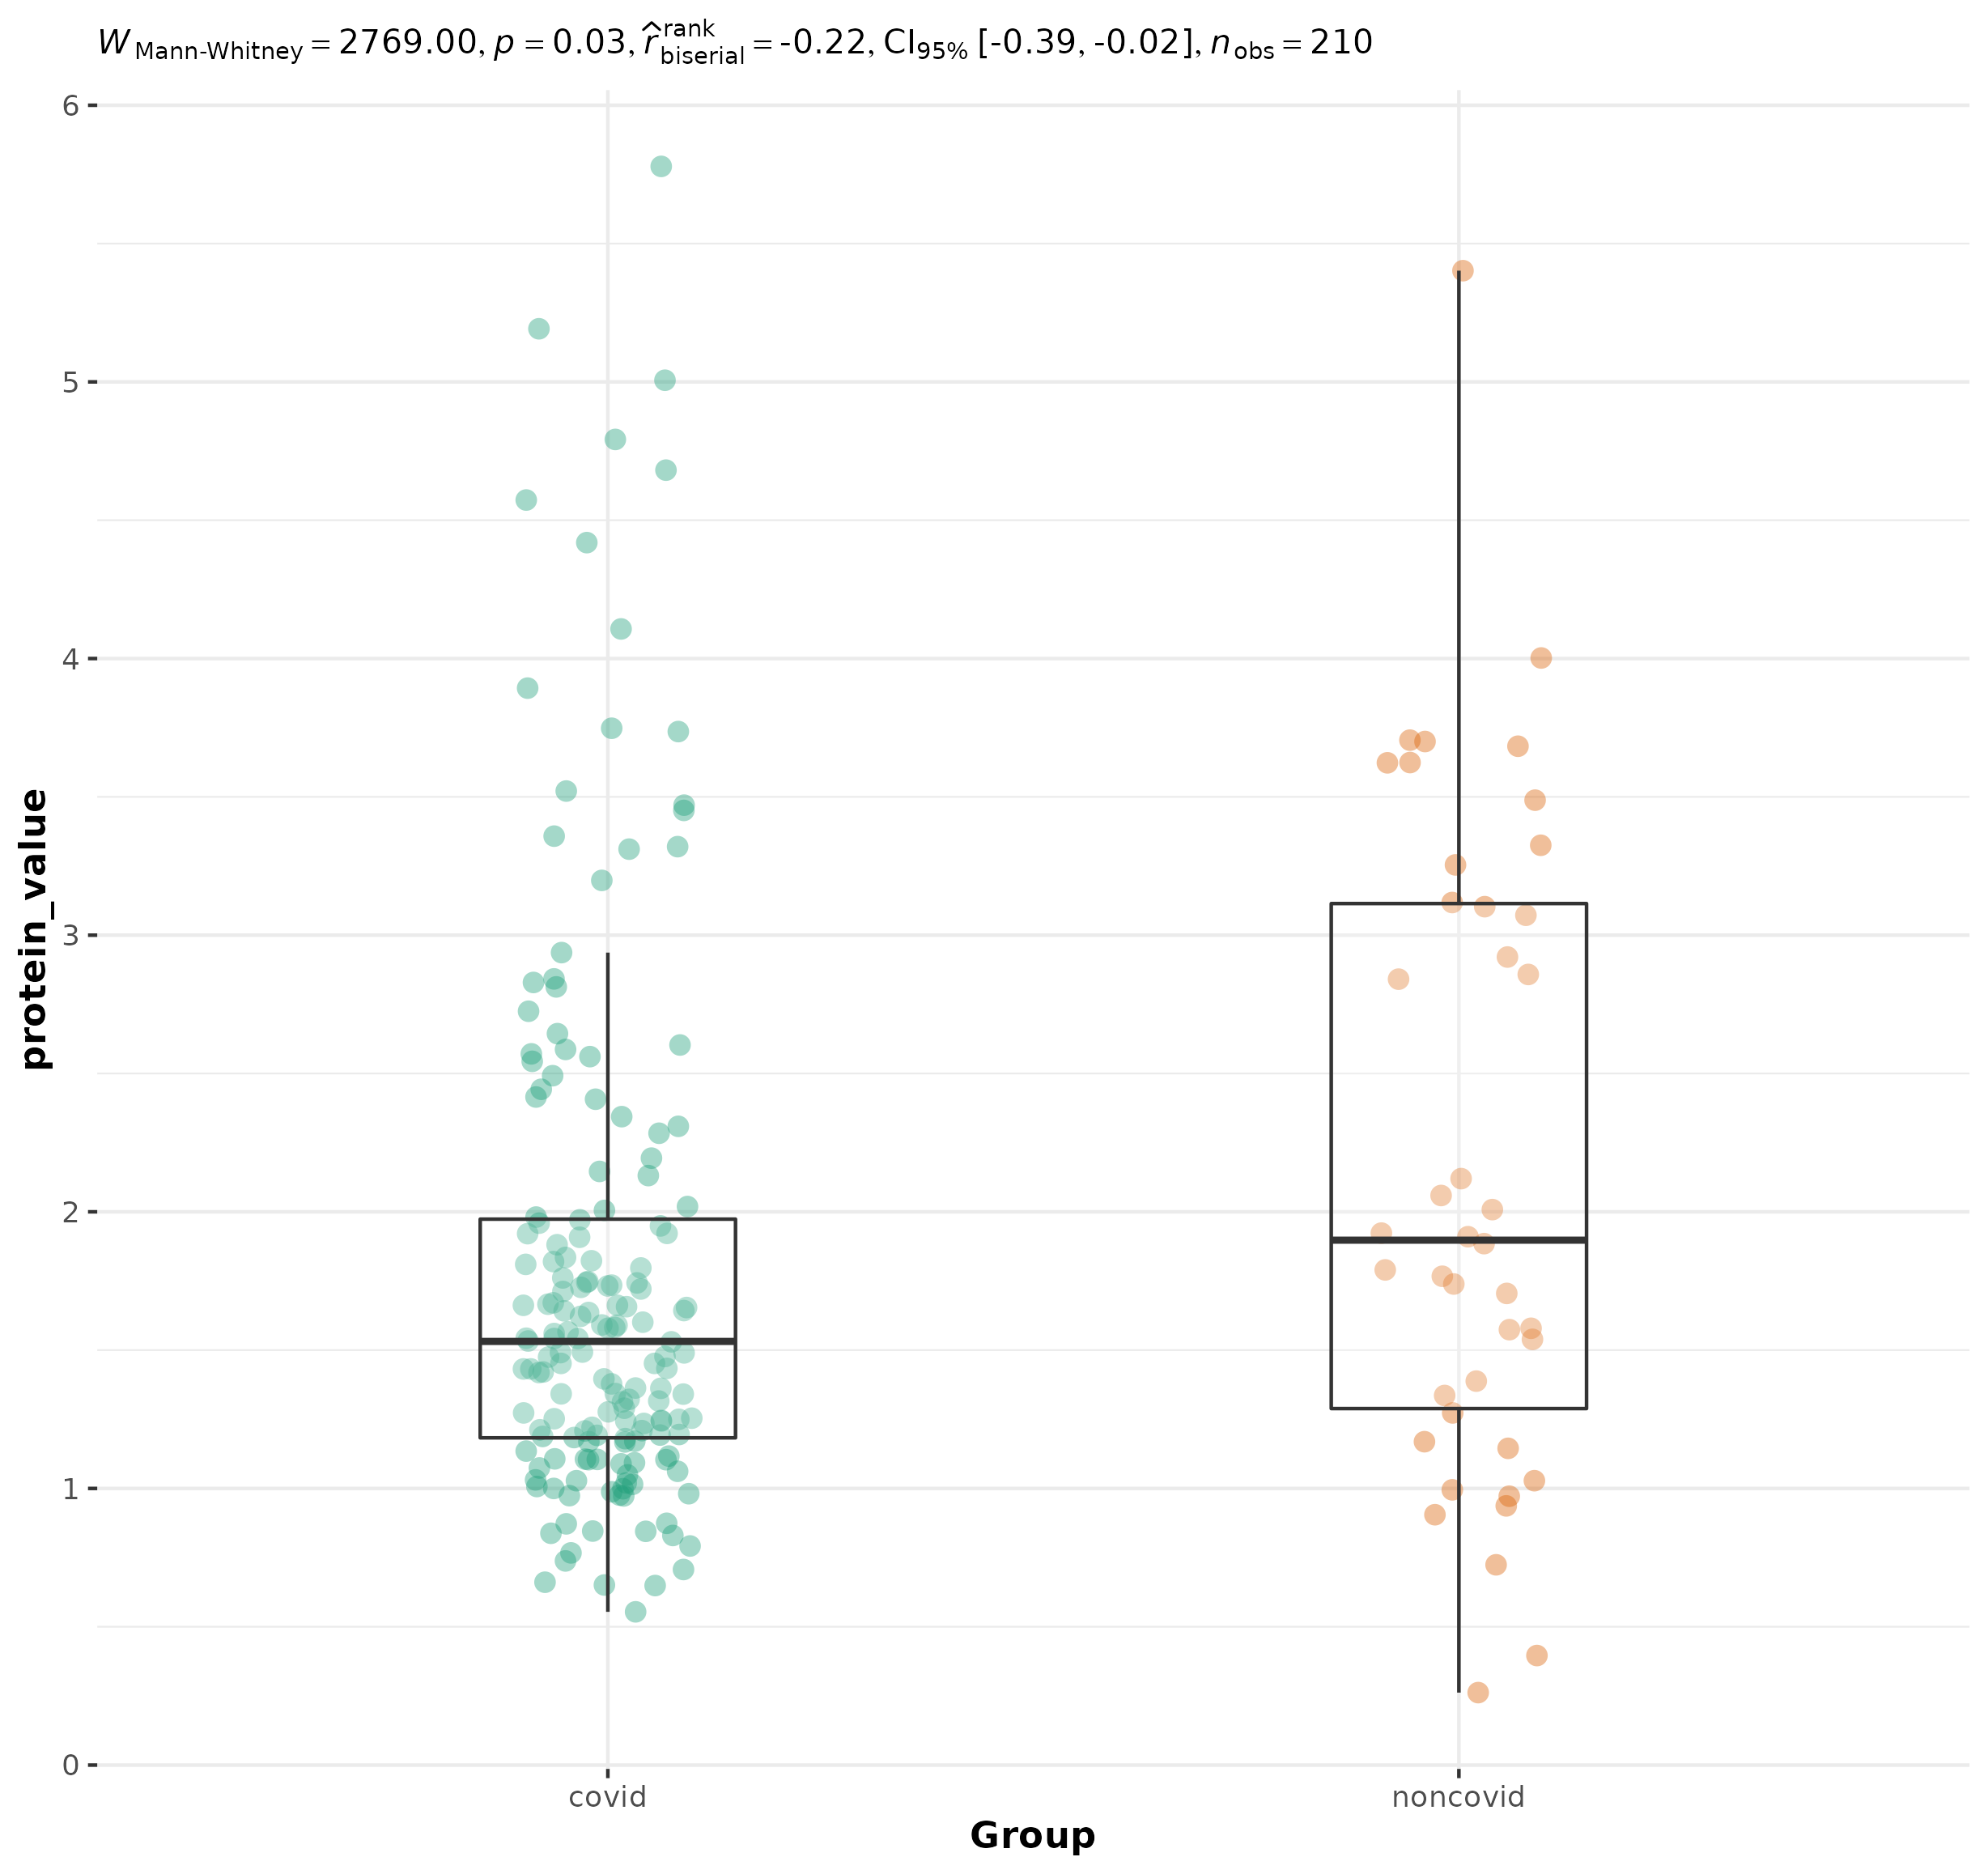 W Mann-Whitney = 2769.00, p = 0.03, r̂ rank biserial = -0.22, CI95% [-0.39, -0.02], nobs = 210
6
5
4
3
2
1
0
protein_value
covid
noncovid
Group